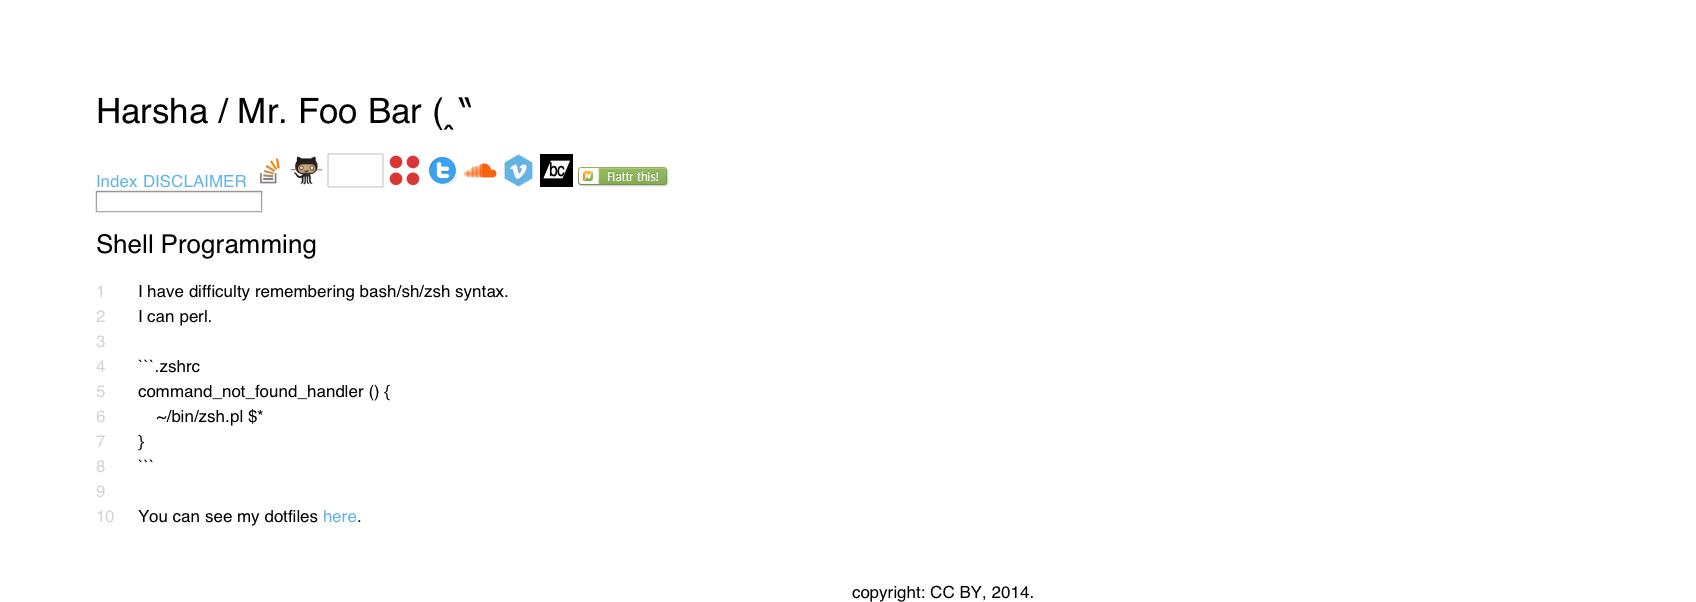 Harsha / Mr. Foo Bar (‸‶
Index DISCLAIMER
bc
Flattr this!
Shell Programming
1 I have difficulty remembering bash/sh/zsh syntax.
2 I can perl.
3
4 ```.zshrc
5 command_not_found_handler () {
6     ~/bin/zsh.pl $*
7 }
8 ```
9
10 You can see my dotfiles here.
copyright: CC BY, 2014.